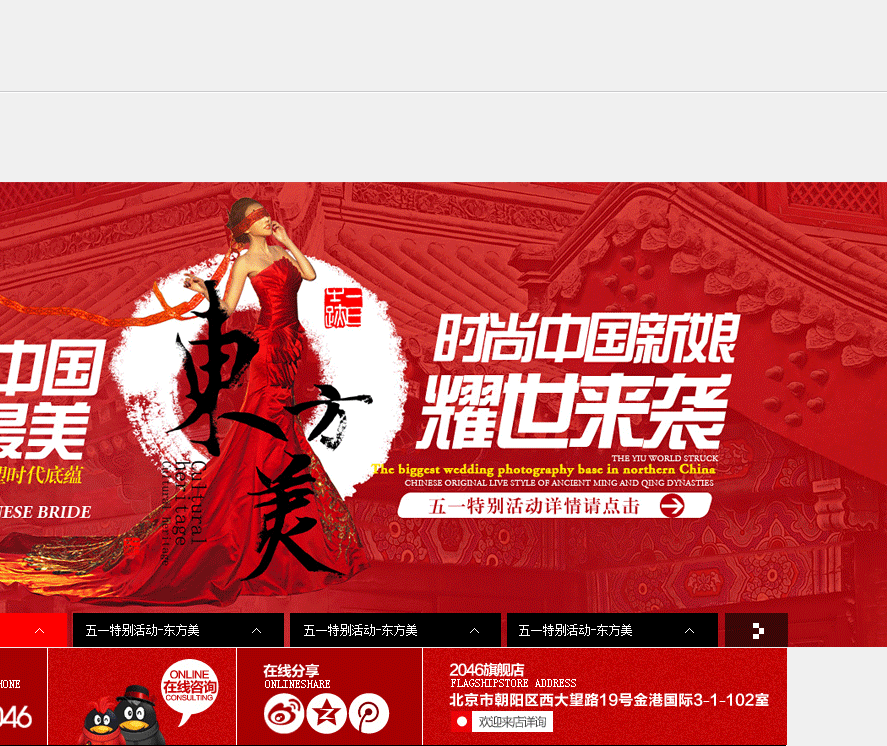 中国
最美
塑时代底蕴
NESE BRIDE
東方美
Cultural
heritage
时尚中国新娘
耀世来袭
THE YIU WORLD STRUCK
The biggest wedding photography base in northern China
CHINESE ORIGINAL LIVE STYLE OF ANCIENT MING AND QING DYNASTIES
五一特别活动详情请点击
五一特别活动-东方美
五一特别活动-东方美
五一特别活动-东方美
HONE
046
ONLINE
在线咨询
CONSULTING
在线分享
ONLINESHARE
2046旗舰店
FLAGSHIPSTORE ADDRESS
北京市朝阳区西大望路19号金港国际3-1-102室
欢迎来店详询